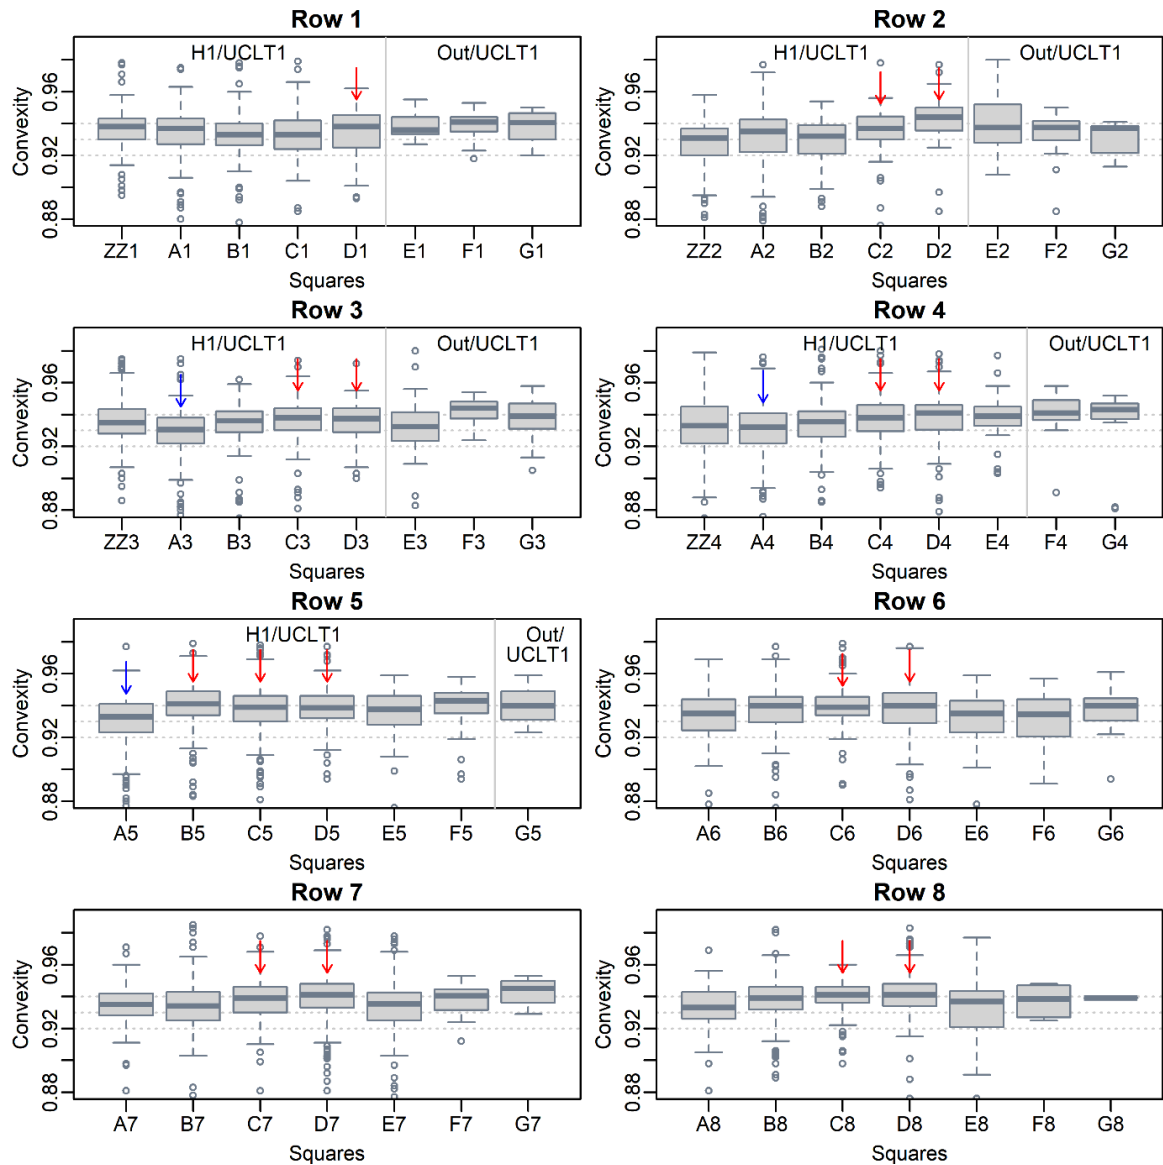 Row 1
H1/UCLT1 Out/UCLT1
Convexity
0.88 0.92 0.96
ZZ1 A1 B1 C1 D1 E1 F1 G1
Squares
Row 2
H1/UCLT1 Out/UCLT1
Convexity
0.88 0.92 0.96
ZZ2 A2 B2 C2 D2 E2 F2 G2
Squares
Row 3
H1/UCLT1 Out/UCLT1
Convexity
0.88 0.92 0.96
ZZ3 A3 B3 C3 D3 E3 F3 G3
Squares
Row 4
H1/UCLT1 Out/UCLT1
Convexity
0.88 0.92 0.96
ZZ4 A4 B4 C4 D4 E4 F4 G4
Squares
Row 5
H1/UCLT1 Out/
UCLT1
Convexity
0.88 0.92 0.96
A5 B5 C5 D5 E5 F5 G5
Squares
Row 6
Convexity
0.88 0.92 0.96
A6 B6 C6 D6 E6 F6 G6
Squares
Row 7
Convexity
0.88 0.92 0.96
A7 B7 C7 D7 E7 F7 G7
Squares
Row 8
Convexity
0.88 0.92 0.96
A8 B8 C8 D8 E8 F8 G8
Squares